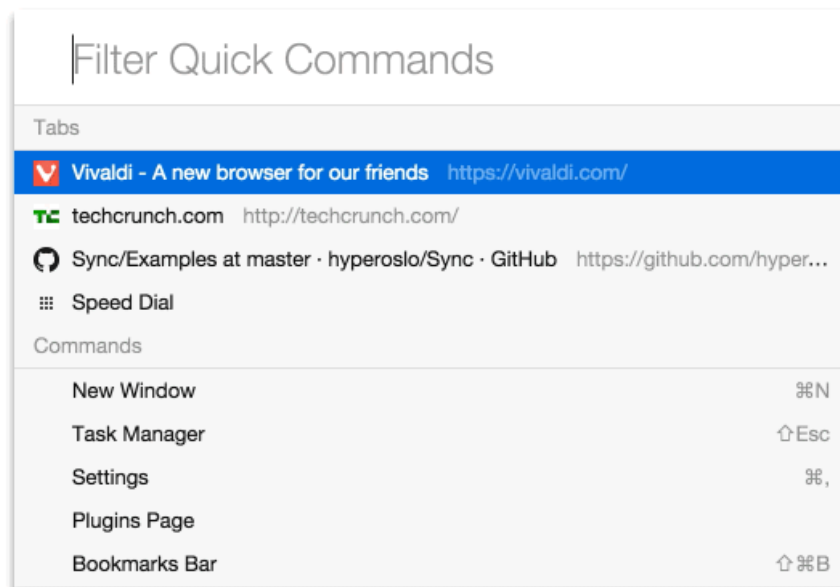 Filter Quick Commands
Tabs
Vivaldi - A new browser for our friends https://vivaldi.com/
TC techcrunch.com http://techcrunch.com/
Sync/Examples at master · hyperoslo/Sync · GitHub https://github.com/hyper...
Speed Dial
Commands
New Window ⌘N
Task Manager ⇧Esc
Settings ⌘,
Plugins Page
Bookmarks Bar ⇧⌘B